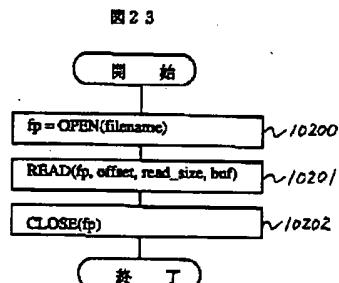 図23
開 始
fp = OPEN(filename)
10200
READ(fp, offset, read_size, buf)
10201
CLOSE(fp)
10202
終 了